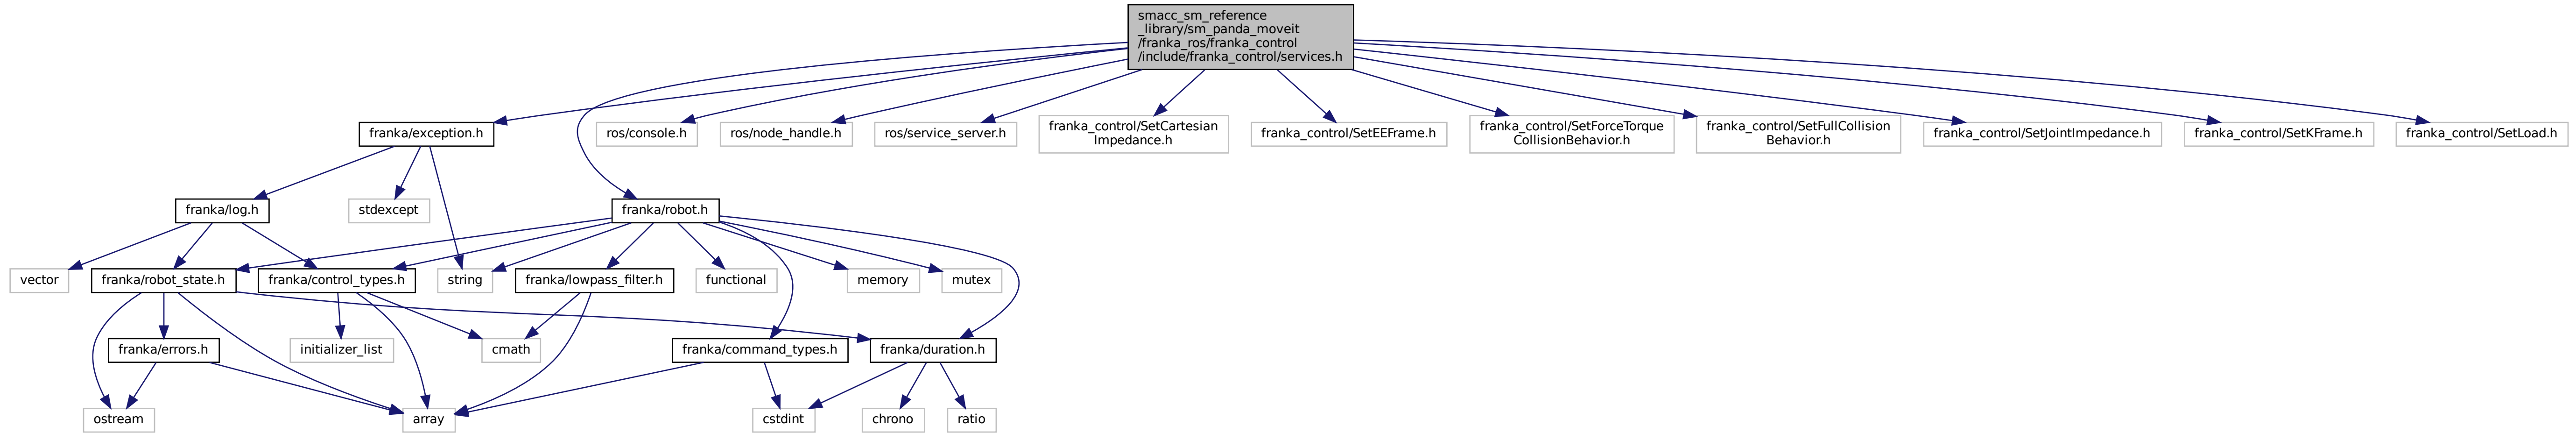 smacc_sm_reference
_library/sm_panda_moveit
/franka_ros/franka_control
/include/franka_control/services.h
franka/exception.h
ros/console.h
ros/node_handle.h
ros/service_server.h
franka_control/SetCartesian
Impedance.h
franka_control/SetEEFrame.h
franka_control/SetForceTorque
CollisionBehavior.h
franka_control/SetFullCollision
Behavior.h
franka_control/SetJointImpedance.h
franka_control/SetKFrame.h
franka_control/SetLoad.h
franka/log.h
stdexcept
franka/robot.h
vector
franka/robot_state.h
franka/control_types.h
string
franka/lowpass_filter.h
functional
memory
mutex
franka/errors.h
initializer_list
cmath
franka/command_types.h
franka/duration.h
ostream
array
cstdint
chrono
ratio